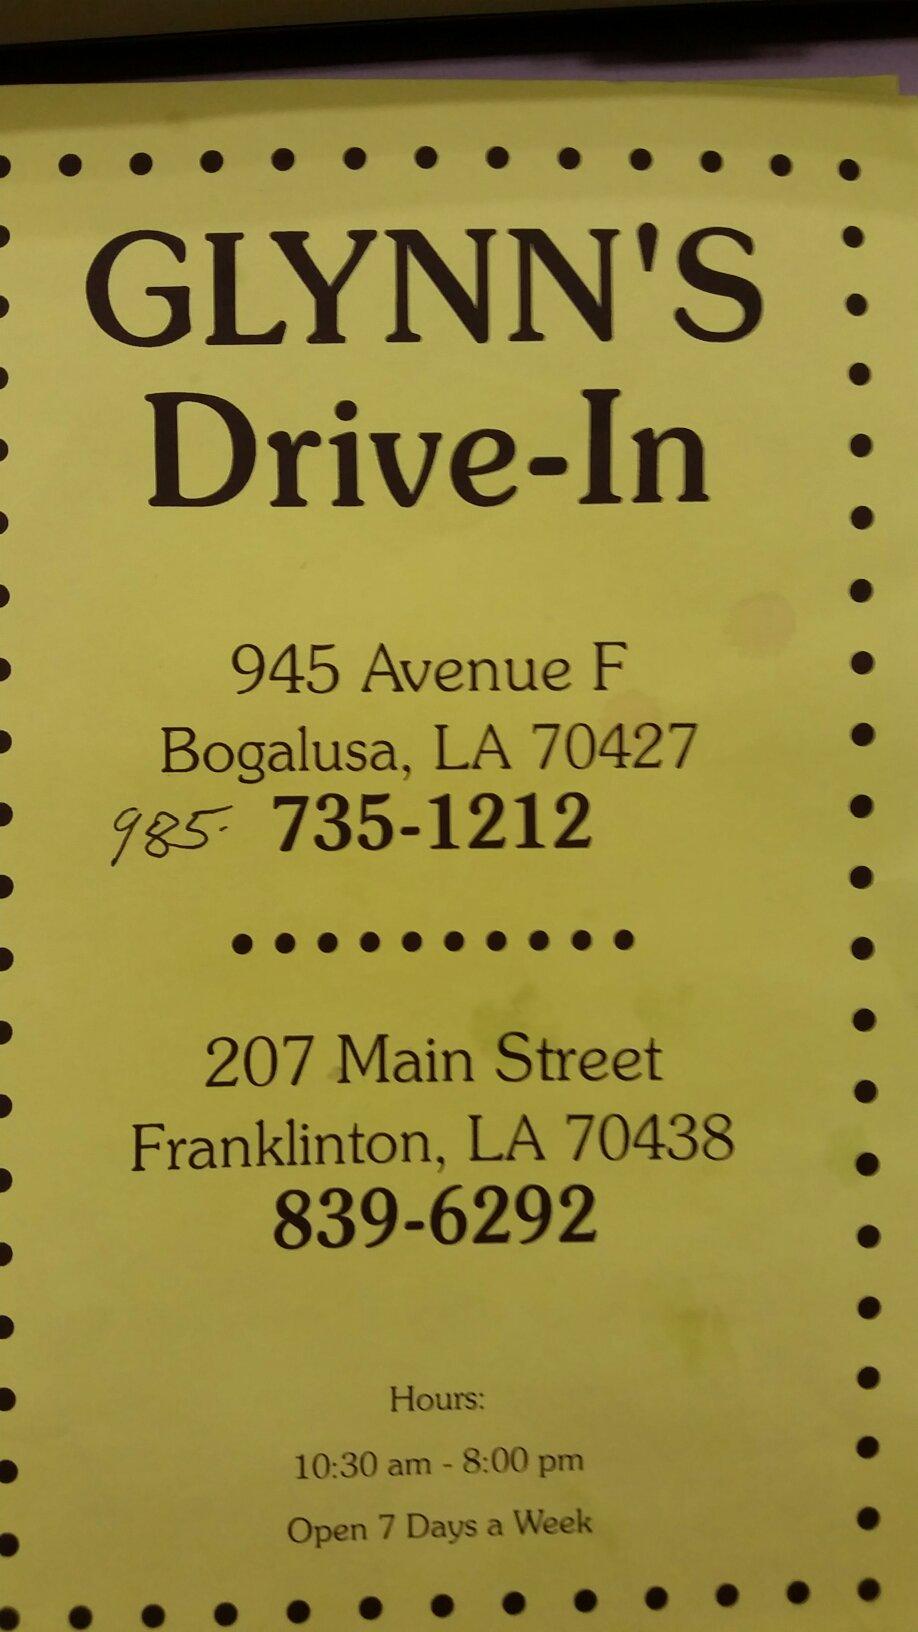 GLYNN'S
Drive-In
945 Avenue F
Bogalusa, LA 70427
985- 735-1212
207 Main Street
Franklinton, LA 70438
839-6292
Hours:
10:30 am - 8:00 pm
Open 7 Days a Week